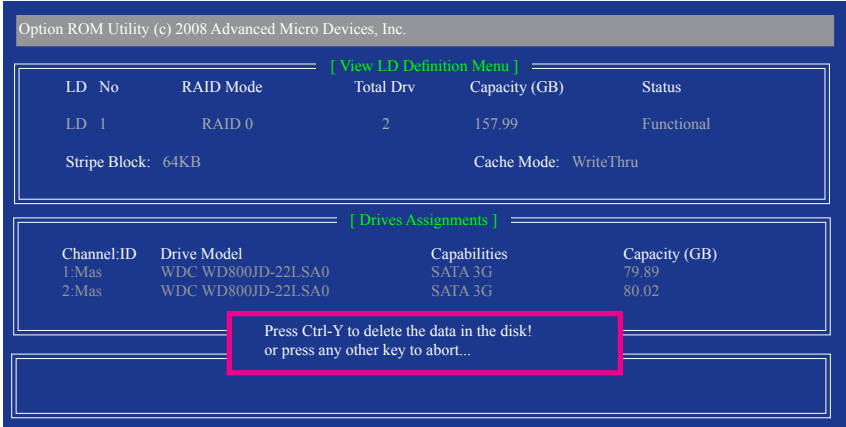 Option ROM Utility (c) 2008 Advanced Micro Devices, Inc.
[ View LD Definition Menu ]
LD No RAID Mode Total Drv Capacity (GB) Status
LD 1 RAID 0 2 157.99 Functional
Stripe Block: 64KB Cache Mode: WriteThru
[ Drives Assignments ]
Channel:ID Drive Model Capabilities Capacity (GB)
1:Mas WDC WD800JD-22LSA0 SATA 3G 79.89
2:Mas WDC WD800JD-22LSA0 SATA 3G 80.02
Press Ctrl-Y to delete the data in the disk!
or press any other key to abort...